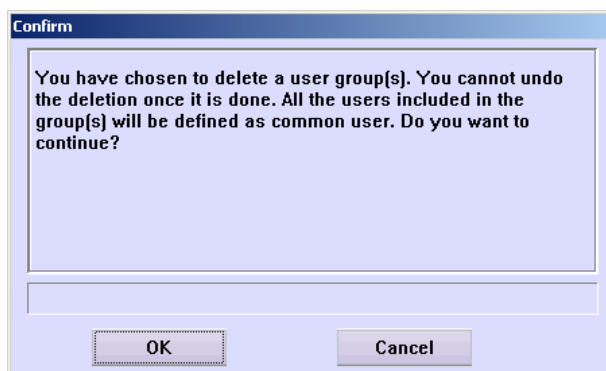 Confirm
You have chosen to delete a user group(s). You cannot undo
the deletion once it is done. All the users included in the
group(s) will be defined as common user. Do you want to
continue?
OK
Cancel